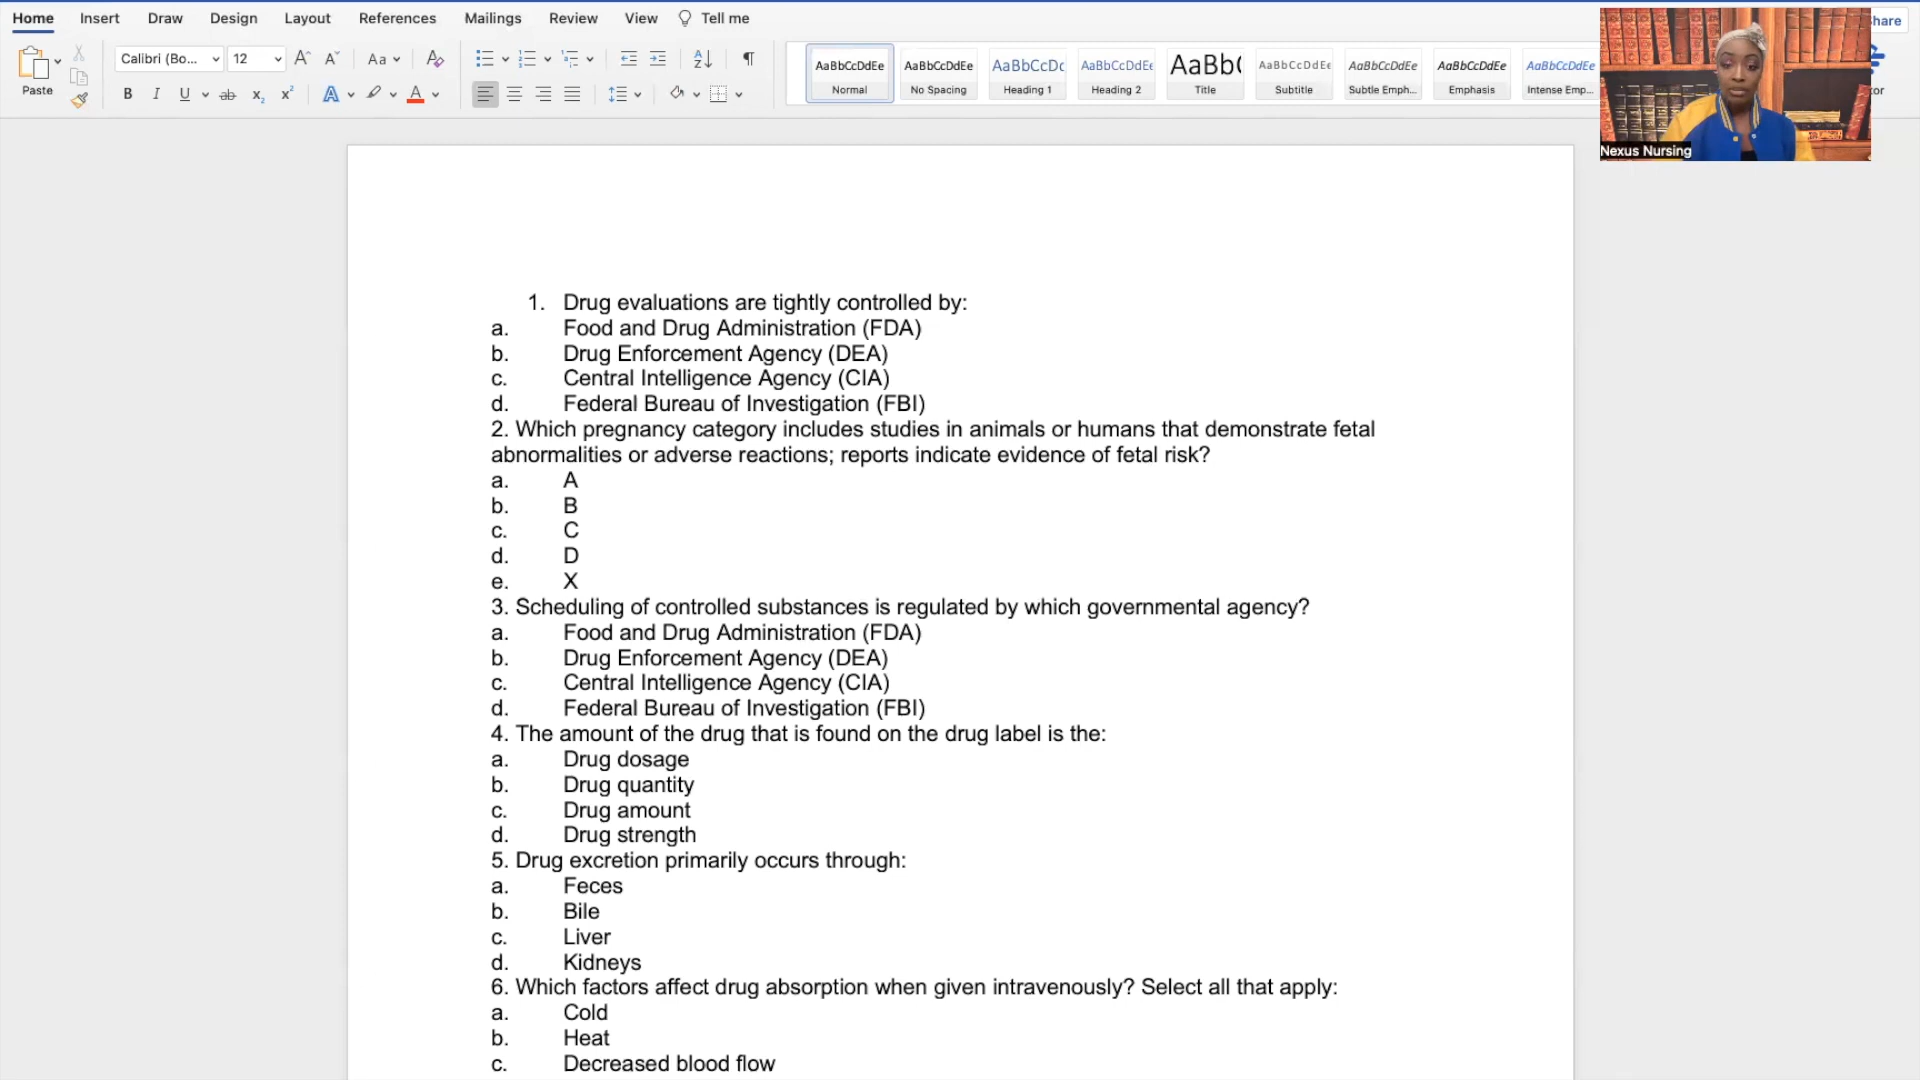 Home Insert Draw Design Layout References Mailings Review View Tell me
hare
Calibri (Bo... 12
Paste
AaBbCcDdEe AaBbCcDdEe AaBbCcDc AaBbCcDdEe AaBb( AaBbCcDdEe AaBbCcDdEe AaBbCcDdEe AaBbCcDdEe
Normal No Spacing Heading 1 Heading 2 Title Subtitle Subtle Emph... Emphasis Intense Emp...
Nexus Nursing
1. Drug evaluations are tightly controlled by:
a. Food and Drug Administration (FDA)
b. Drug Enforcement Agency (DEA)
c. Central Intelligence Agency (CIA)
d. Federal Bureau of Investigation (FBI)
2. Which pregnancy category includes studies in animals or humans that demonstrate fetal
abnormalities or adverse reactions; reports indicate evidence of fetal risk?
a. A
b. B
c. C
d. D
e. X
3. Scheduling of controlled substances is regulated by which governmental agency?
a. Food and Drug Administration (FDA)
b. Drug Enforcement Agency (DEA)
c. Central Intelligence Agency (CIA)
d. Federal Bureau of Investigation (FBI)
4. The amount of the drug that is found on the drug label is the:
a. Drug dosage
b. Drug quantity
c. Drug amount
d. Drug strength
5. Drug excretion primarily occurs through:
a. Feces
b. Bile
c. Liver
d. Kidneys
6. Which factors affect drug absorption when given intravenously? Select all that apply:
a. Cold
b. Heat
c. Decreased blood flow